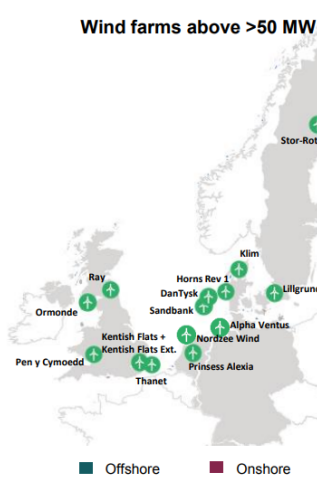 Wind farms above >50 MW
Stor-Rot
Klim
Ray
Horns Rev 1
DanTysk
Lillgrund
Sandbank
Ormonde
Alpha Ventus
Kentish Flats +
Nordzee Wind
Kentish Flats Ext.
Pen y Cymoedd
Prinsess Alexia
Thanet
Offshore
Onshore